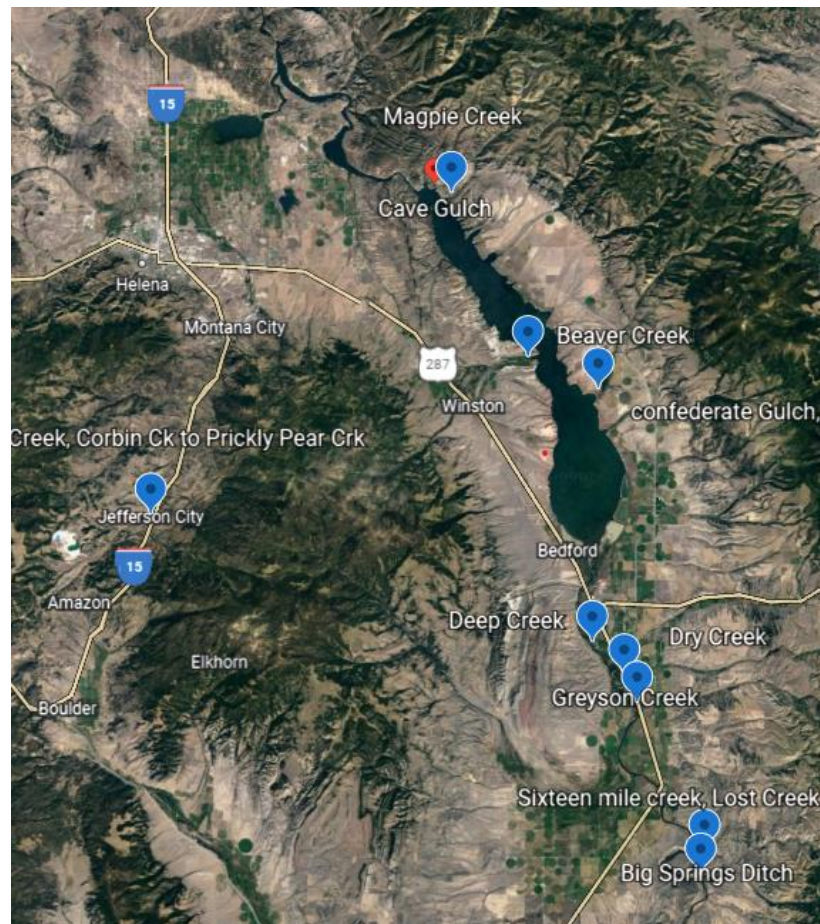 15
Magpie Creek
Cave Gulch
Helena
Montana City
Beaver Creek
287
Winston
confederate Gulch,
Creek, Corbin Ck to Prickly Pear Crk
Jefferson City
Bedford
15
Amazon
Deep Creek
Dry Creek
Elkhorn
Greyson Creek
Boulder
Sixteen mile creek, Lost Creek
Big Springs Ditch